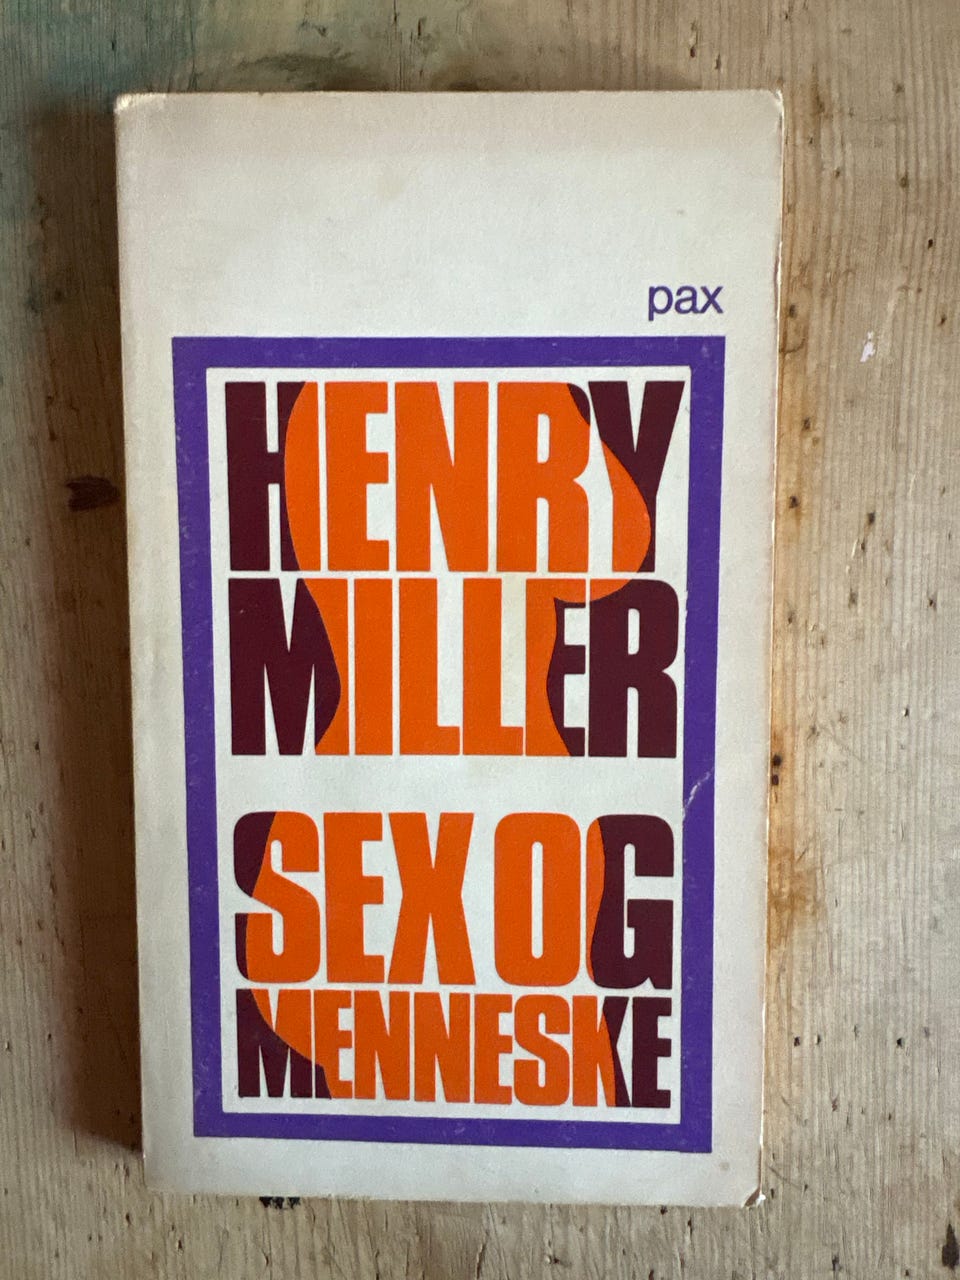 pax
HENRY
MILLER
SEX OG
MENNESKE